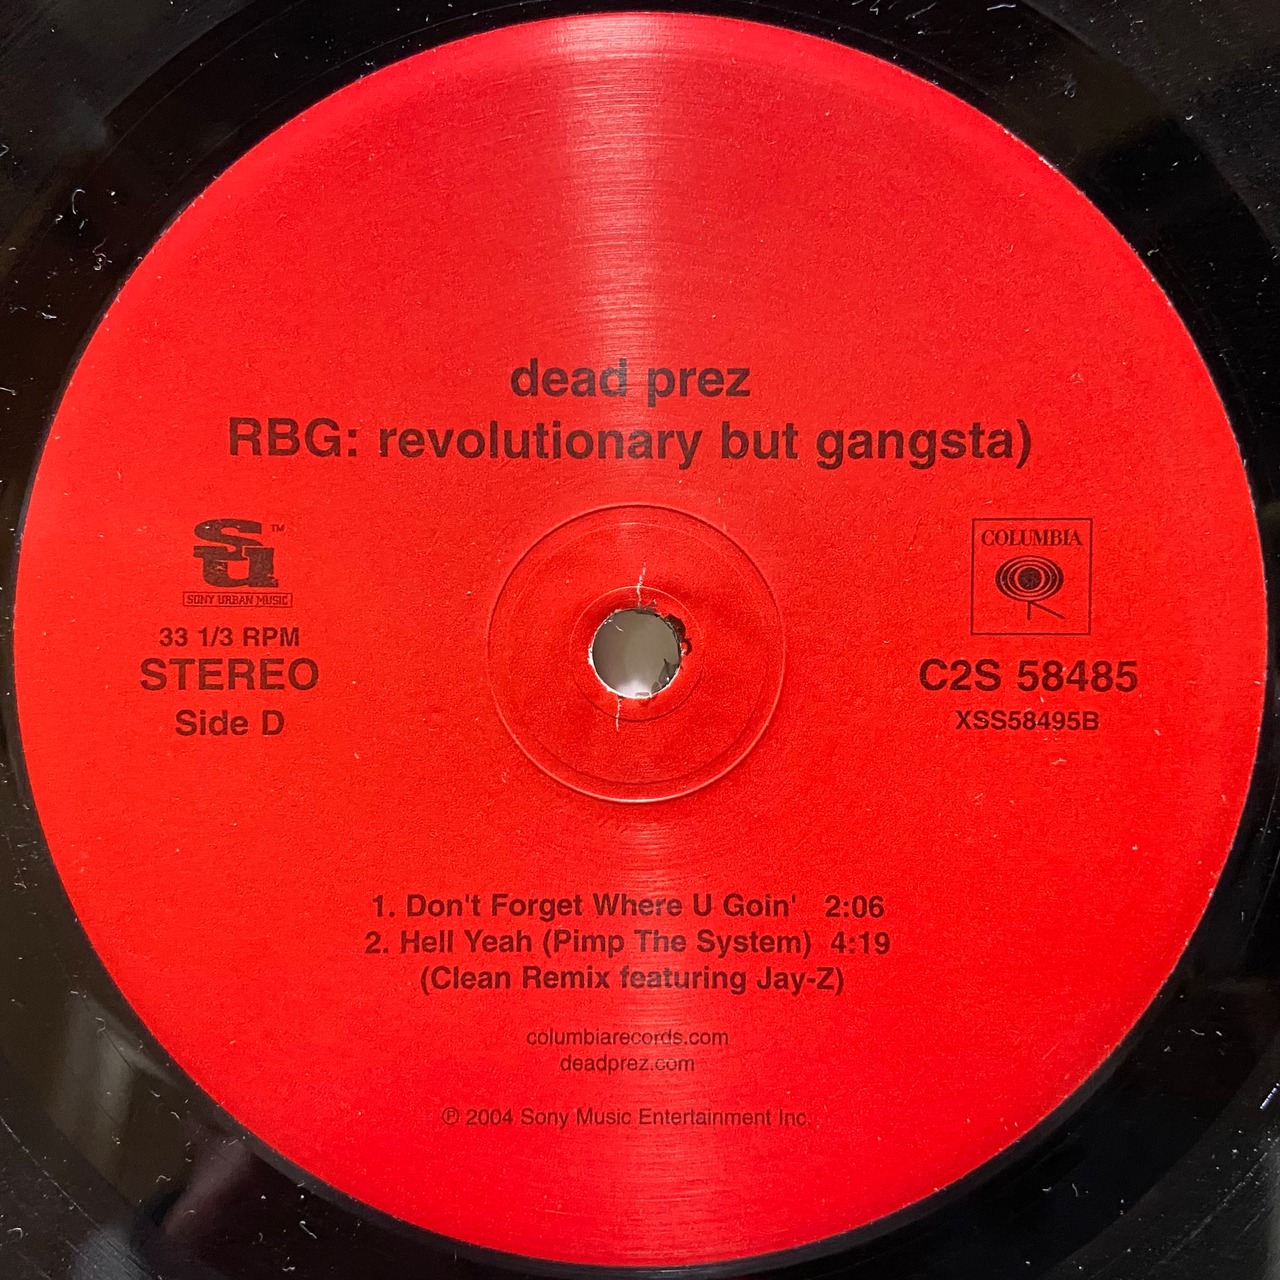 dead prez
RBG: revolutionary but gangsta)
su™
SONY URBAN MUSIC
33 1/3 RPM
STEREO
Side D
COLUMBIA
C2S 58485
XSS58495B
1. Don't Forget Where U Goin' 2:06
2. Hell Yeah (Pimp The System) 4:19
(Clean Remix featuring Jay-Z)
columbiarecords.com
deadprez.com
℗ 2004 Sony Music Entertainment Inc.